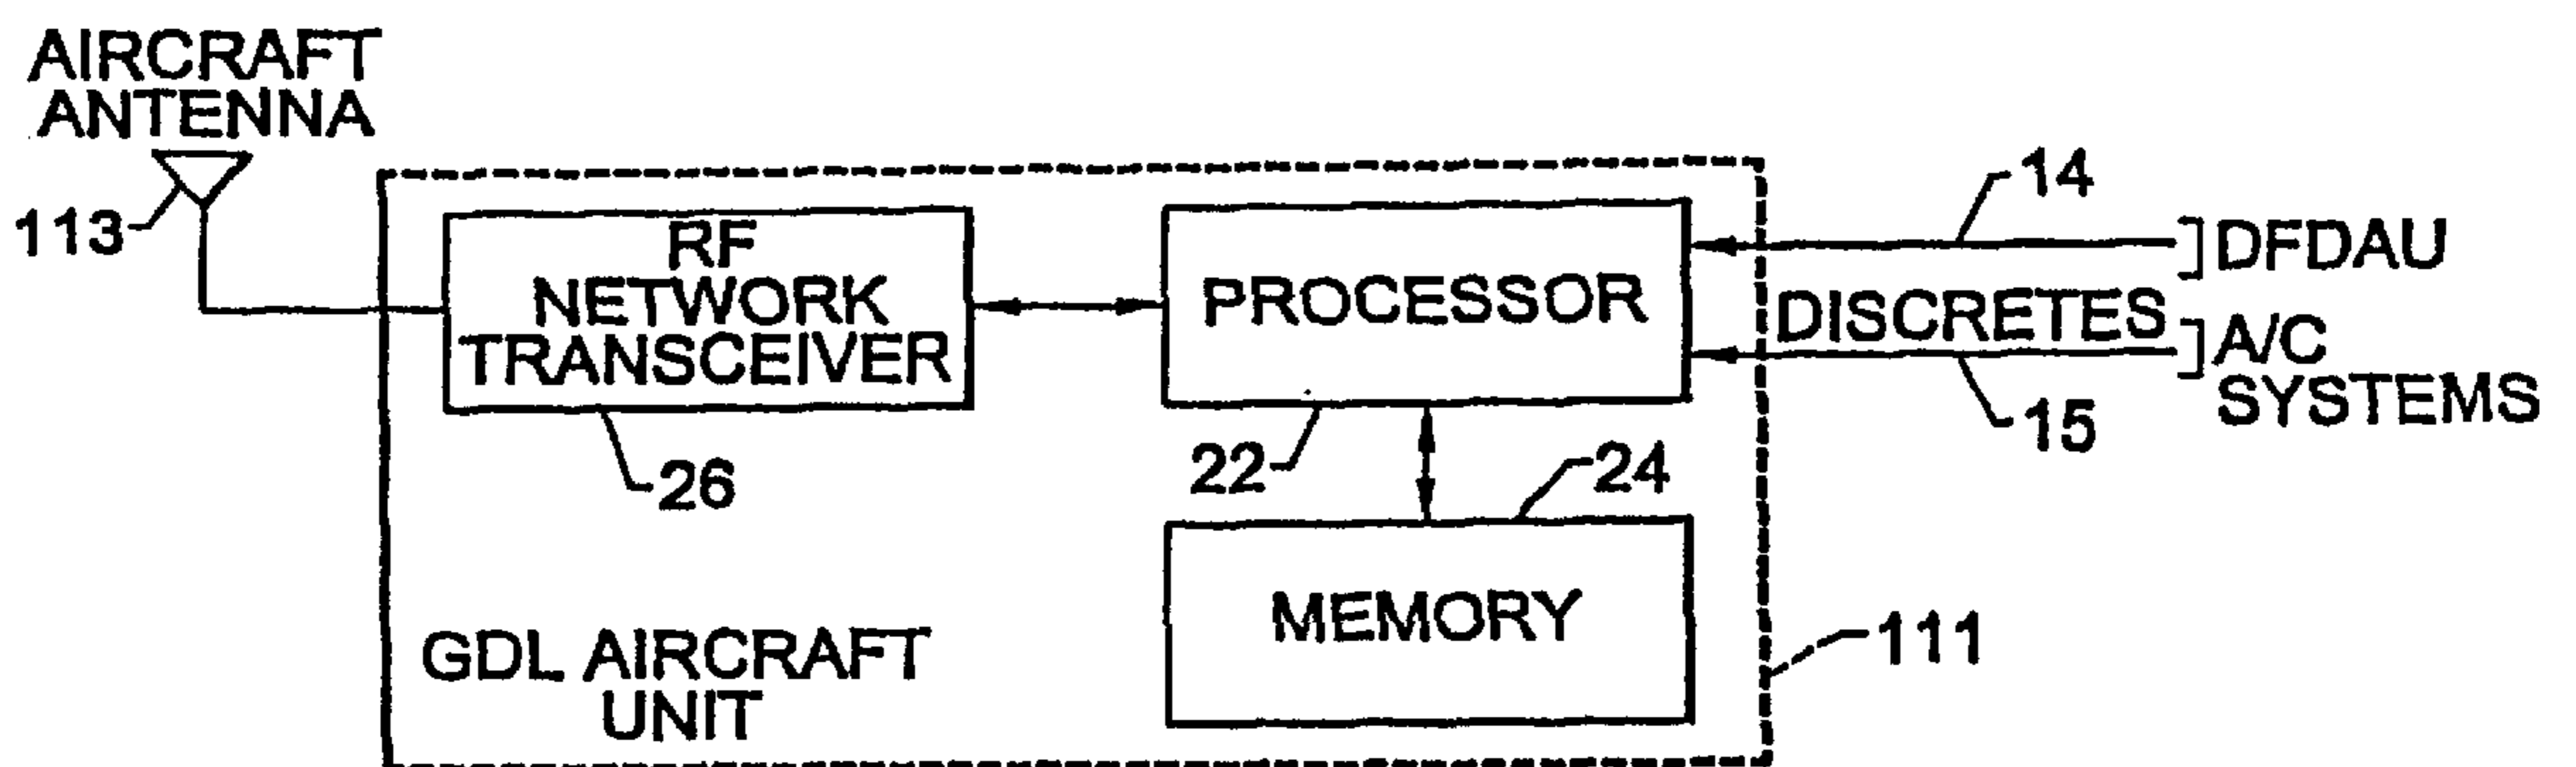 AIRCRAFT
ANTENNA
113
RF
NETWORK
TRANSCEIVER
26
PROCESSOR
22
14
DFDAU
DISCRETES
A/C
SYSTEMS
15
24
MEMORY
GDL AIRCRAFT
UNIT
111